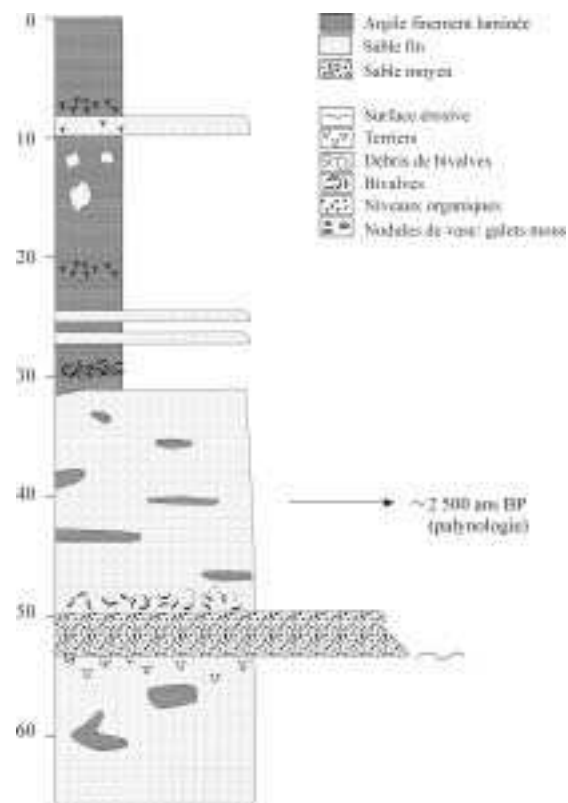 0
10
20
30
40
50
60
Argile finement laminée
Sable fin
Sable moyen
Surface érosive
Terriers
Débris de bivalves
Bivalves
Niveaux organiques
Nodules de vase/ galets mous
~2 500 ans BP
(palynologie)